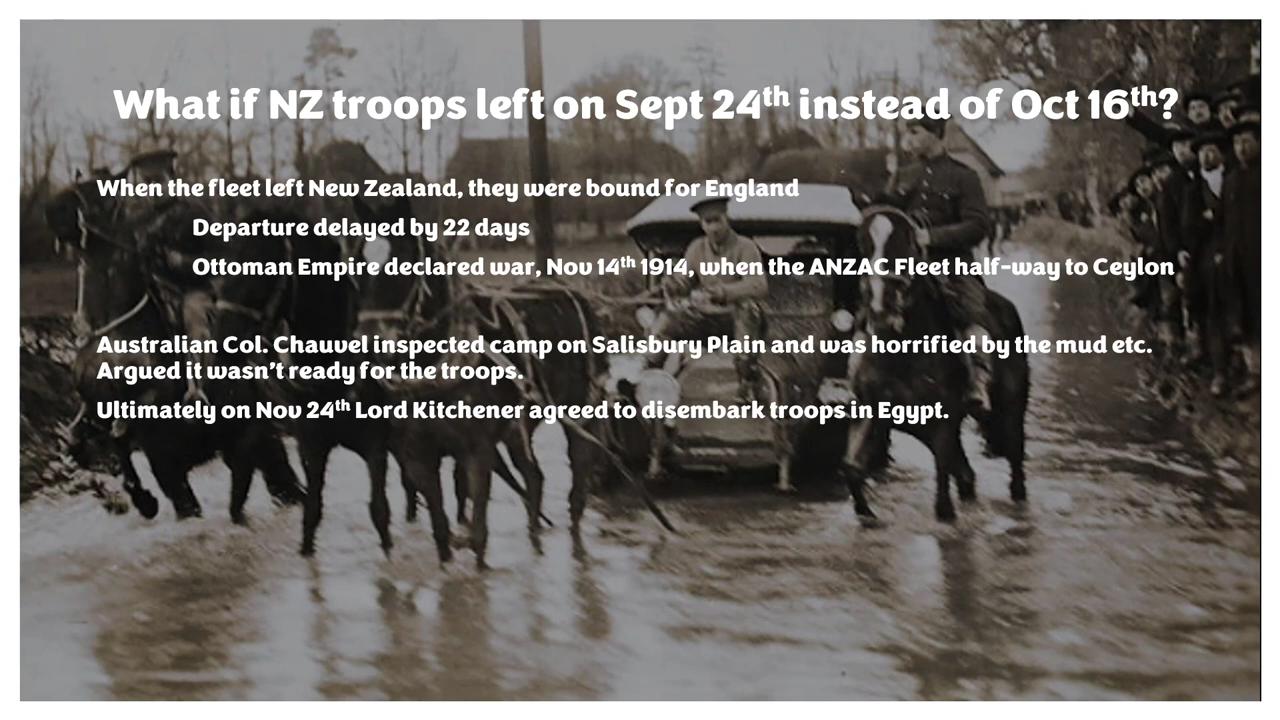 What if NZ troops left on Sept 24th instead of Oct 16th?
When the fleet left New Zealand, they were bound for England
Departure delayed by 22 days
Ottoman Empire declared war, Nov 14th 1914, when the ANZAC Fleet half-way to Ceylon
Australian Col. Chauvel inspected camp on Salisbury Plain and was horrified by the mud etc.
Argued it wasn't ready for the troops.
Ultimately on Nov 24th Lord Kitchener agreed to disembark troops in Egypt.